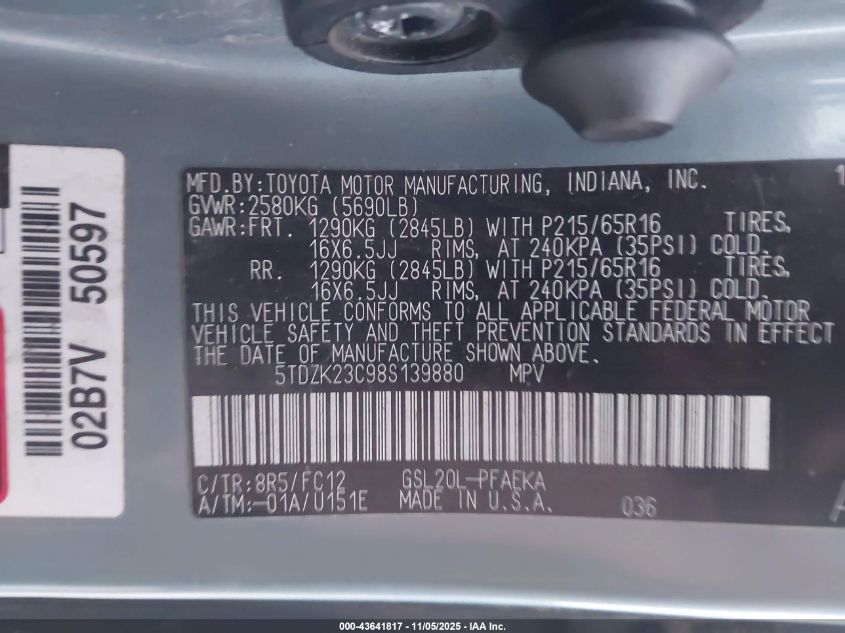 MFD.BY:TOYOTA MOTOR MANUFACTURING, INDIANA, INC.
GVWR:2580KG (5690LB)
GAWR:FRT. 1290KG (2845LB) WITH P215/65R16 TIRES,
16X6.5JJ RIMS, AT 240KPA (35PSI) COLD.
RR. 1290KG (2845LB) WITH P215/65R16 TIRES,
16X6.5JJ RIMS, AT 240KPA (35PSI) COLD.
THIS VEHICLE CONFORMS TO ALL APPLICABLE FEDERAL MOTOR
VEHICLE SAFETY AND THEFT PREVENTION STANDARDS IN EFFECT
THE DATE OF MANUFACTURE SHOWN ABOVE.
5TDZK23C98S139880 MPV
C/TR:8R5/FC12 GSL20L-PFAEKA
A/TM:-01A/U151E MADE IN U.S.A. 036
02B7V 50597
000-43641817 - 11/05/2025 - IAA Inc.